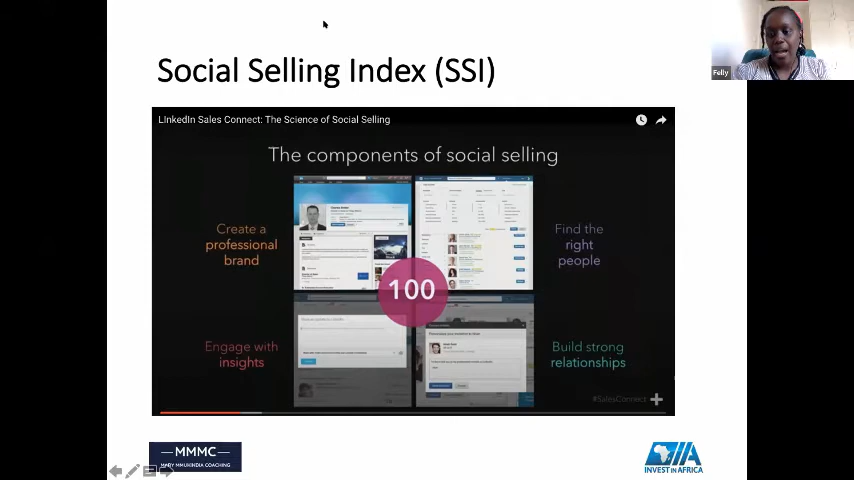 Social Selling Index (SSI)
Felly
LInkedIn Sales Connect: The Science of Social Selling
The components of social selling
Create a
professional
brand
Find the
right
people
100
Engage with
insights
Build strong
relationships
#SalesConnect
MMMC
MARY MMUKINDIA COACHING
IIA
INVEST IN AFRICA